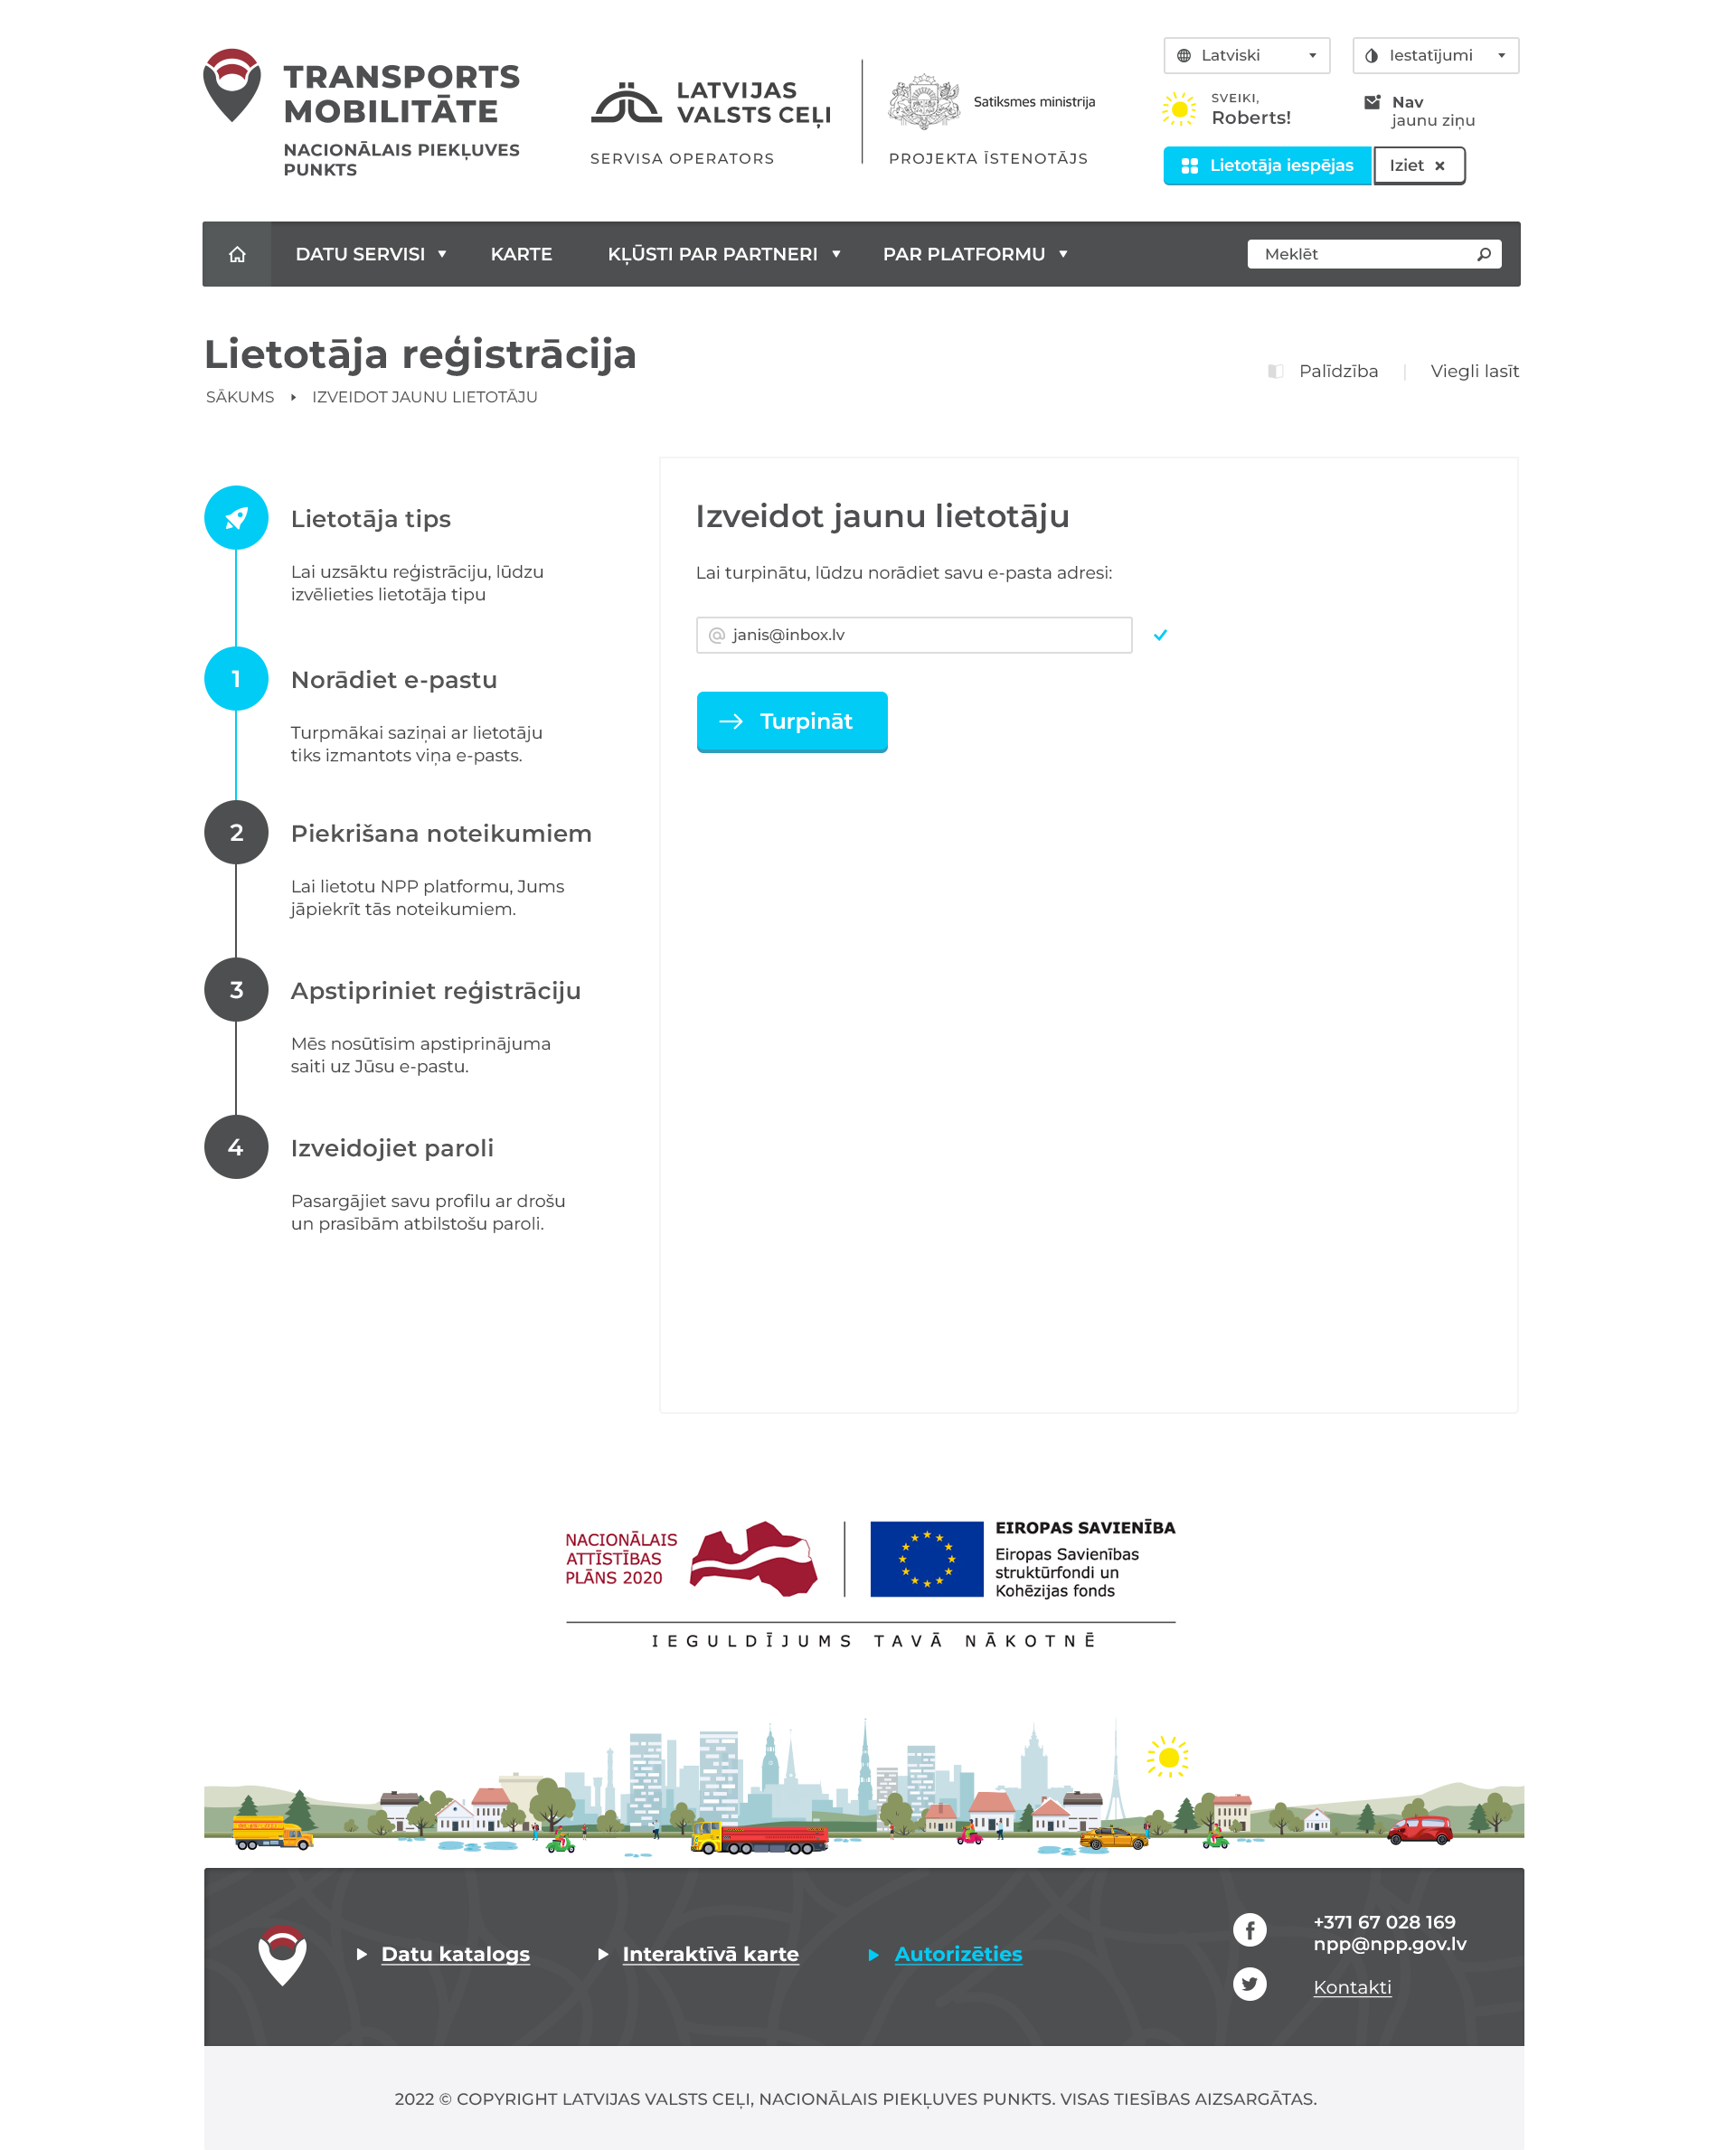 TRANSPORTS
MOBILITĀTE
NACIONĀLAIS PIEKĻUVES
PUNKTS
LATVIJAS
VALSTS CEĻI
SERVISA OPERATORS
Satiksmes ministrija
PROJEKTA ĪSTENOTĀJS
Latviski
Iestatījumi
SVEIKI,
Roberts!
Nav
jaunu ziņu
Lietotāja iespējas
Iziet
DATU SERVISI
KARTE
KĻŪSTI PAR PARTNERI
PAR PLATFORMU
Meklēt
Lietotāja reģistrācija
SĀKUMS
IZVEIDOT JAUNU LIETOTĀJU
Palīdzība
Viegli lasīt
Lietotāja tips
Lai uzsāktu reģistrāciju, lūdzu
izvēlieties lietotāja tipu
1
Norādiet e-pastu
Turpmākai saziņai ar lietotāju
tiks izmantots viņa e-pasts.
2
Piekrišana noteikumiem
Lai lietotu NPP platformu, Jums
jāpiekrīt tās noteikumiem.
3
Apstipriniet reģistrāciju
Mēs nosūtīsim apstiprinājuma
saiti uz Jūsu e-pastu.
4
Izveidojiet paroli
Pasargājiet savu profilu ar drošu
un prasībām atbilstošu paroli.
Izveidot jaunu lietotāju
Lai turpinātu, lūdzu norādiet savu e-pasta adresi:
@ janis@inbox.lv
Turpināt
NACIONĀLAIS
ATTĪSTĪBAS
PLĀNS 2020
EIROPAS SAVIENĪBA
Eiropas Savienības
struktūrfondi un
Kohēzijas fonds
IEGULDĪJUMS TAVĀ NĀKOTNĒ
Datu katalogs
Interaktīvā karte
Autorizēties
+371 67 028 169
npp@npp.gov.lv
Kontakti
2022 © COPYRIGHT LATVIJAS VALSTS CEĻI, NACIONĀLAIS PIEKĻUVES PUNKTS. VISAS TIESĪBAS AIZSARGĀTAS.